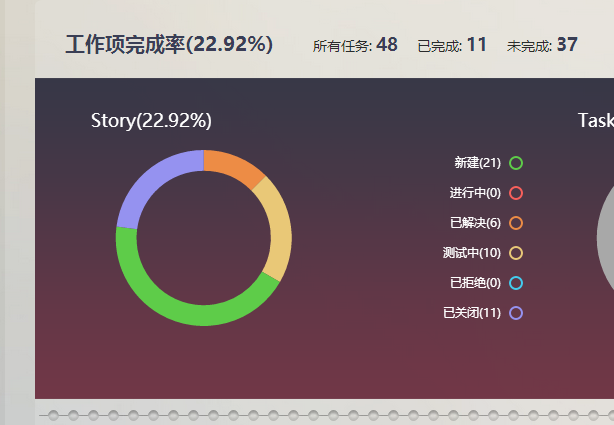 工作项完成率(22.92%) 所有任务: 48 已完成: 11 未完成: 37
Story(22.92%)
Task
新建(21)
进行中(0)
已解决(6)
测试中(10)
已拒绝(0)
已关闭(11)